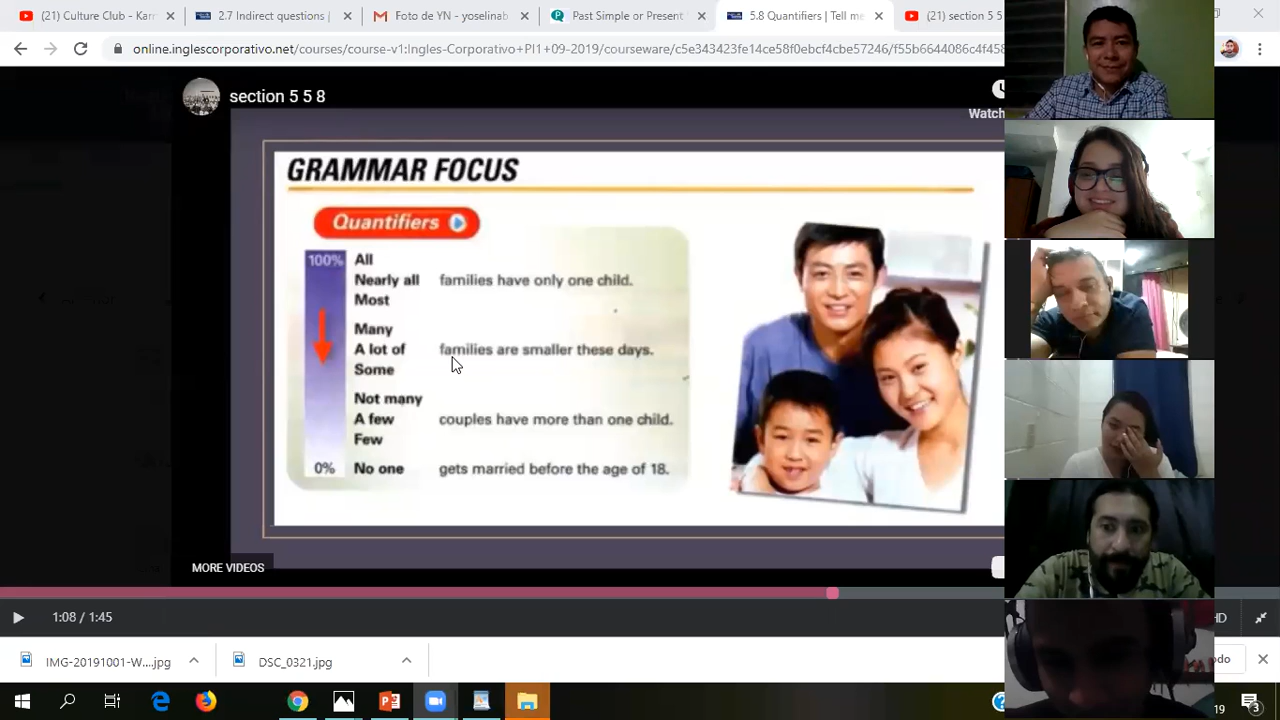 (21) Culture Club - Karr
2.7 Indirect questions |
Foto de YN - yoselinal
Past Simple or Present
5.8 Quantifiers | Tell me
(21) section 5 5
online.inglescorporativo.net/courses/course-v1:Ingles-Corporativo+PI1+09-2019/courseware/c5e343423fe14ce58f0ebcf4cbe57246/f55b6644086c4f458
section 5 5 8
Watch
GRAMMAR FOCUS
Quantifiers
100% All
Nearly all families have only one child.
Most
Many
A lot of families are smaller these days.
Some
Not many
A few couples have more than one child.
Few
0% No one gets married before the age of 18.
MORE VIDEOS
1:08 / 1:45
HD
IMG-20191001-W....jpg
DSC_0321.jpg
odo
19
3